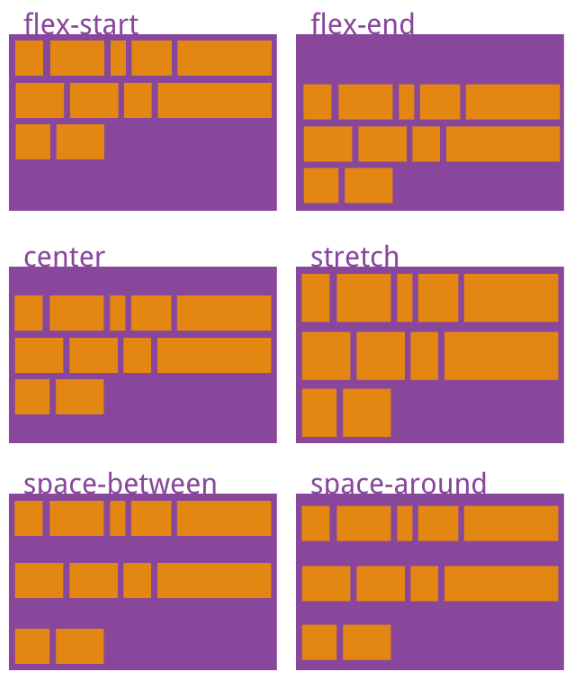 flex-start
flex-end
center
stretch
space-between
space-around